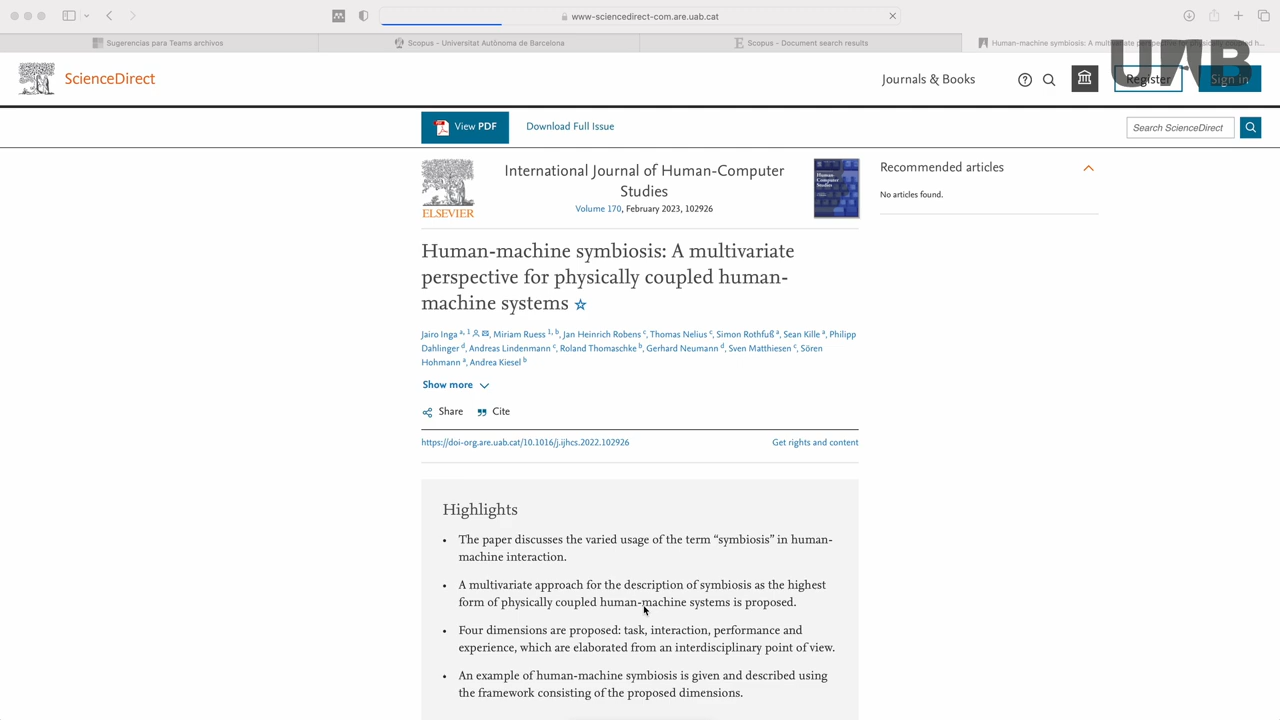 www-sciencedirect-com.are.uab.cat
Sugerencias para Teams archivos
Scopus - Universitat Autònoma de Barcelona
Scopus – Document search results
Human-machine symbiosis: A multivariate perspective for physically coupled h...
UAB
ScienceDirect
Journals & Books
Register
Sign in
View PDF
Download Full Issue
Search ScienceDirect
International Journal of Human-Computer
Studies
Volume 170, February 2023, 102926
ELSEVIER
Human-
Computer
Studies
Recommended articles
No articles found.
Human-machine symbiosis: A multivariate
perspective for physically coupled human-
machine systems
Jairo Inga a, 1, Miriam Ruess 1, b, Jan Heinrich Robens c, Thomas Nelius c, Simon Rothfuß a, Sean Kille a, Philipp
Dahlinger d, Andreas Lindenmann c, Roland Thomaschke b, Gerhard Neumann d, Sven Matthiesen c, Sören
Hohmann a, Andrea Kiesel b
Show more
Share Cite
https://doi-org.are.uab.cat/10.1016/j.ijhcs.2022.102926
Get rights and content
Highlights
• The paper discusses the varied usage of the term “symbiosis” in human-
machine interaction.
• A multivariate approach for the description of symbiosis as the highest
form of physically coupled human-machine systems is proposed.
• Four dimensions are proposed: task, interaction, performance and
experience, which are elaborated from an interdisciplinary point of view.
• An example of human-machine symbiosis is given and described using
the framework consisting of the proposed dimensions.